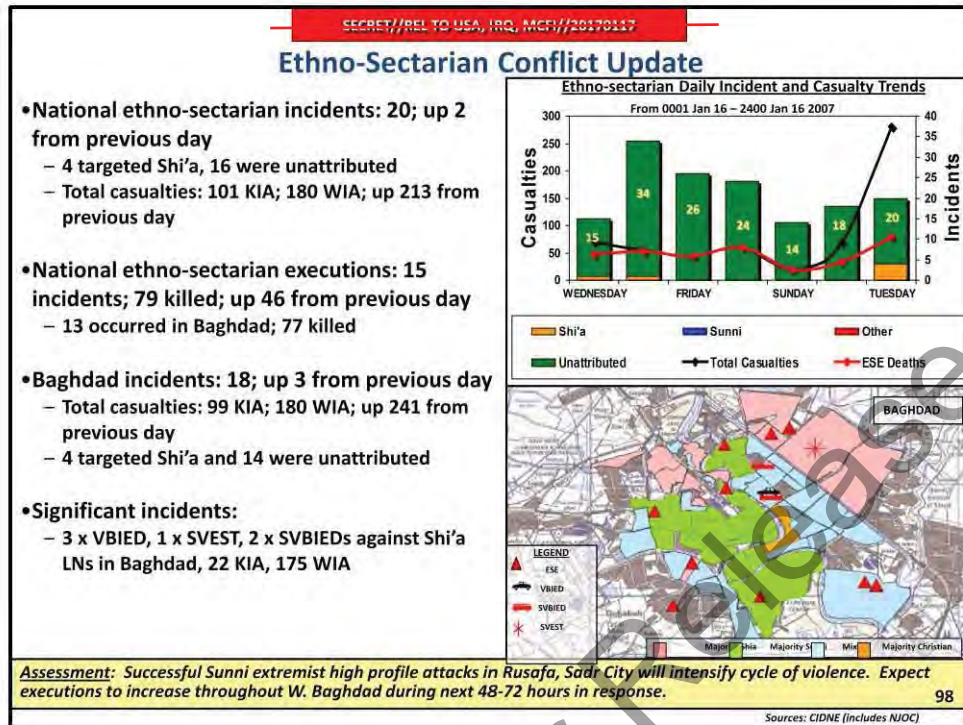 SECRET//REL TO USA, IRQ, MCFI//20170117
Ethno-Sectarian Conflict Update
•National ethno-sectarian incidents: 20; up 2
from previous day
– 4 targeted Shi'a, 16 were unattributed
– Total casualties: 101 KIA; 180 WIA; up 213 from
previous day
•National ethno-sectarian executions: 15
incidents; 79 killed; up 46 from previous day
– 13 occurred in Baghdad; 77 killed
•Baghdad incidents: 18; up 3 from previous day
– Total casualties: 99 KIA; 180 WIA; up 241 from
previous day
– 4 targeted Shi'a and 14 were unattributed
•Significant incidents:
– 3 x VBIED, 1 x SVEST, 2 x SVBIEDs against Shi'a
LNs in Baghdad, 22 KIA, 175 WIA
Ethno-sectarian Daily Incident and Casualty Trends
From 0001 Jan 16 – 2400 Jan 16 2007
Casualties
300
250
200
150
100
50
0
15
34
26
24
14
18
20
40
35
30
25
20
15
10
5
0
Incidents
WEDNESDAY FRIDAY SUNDAY TUESDAY
Shi'a Sunni Other
Unattributed Total Casualties ESE Deaths
BAGHDAD
LEGEND
ESE
VBIED
SVBIED
SVEST
Majority Christian
Release
Assessment: Successful Sunni extremist high profile attacks in Rusafa, Sadr City will intensify cycle of violence. Expect
executions to increase throughout W. Baghdad during next 48-72 hours in response.
98
Sources: CIDNE (includes NJOC)